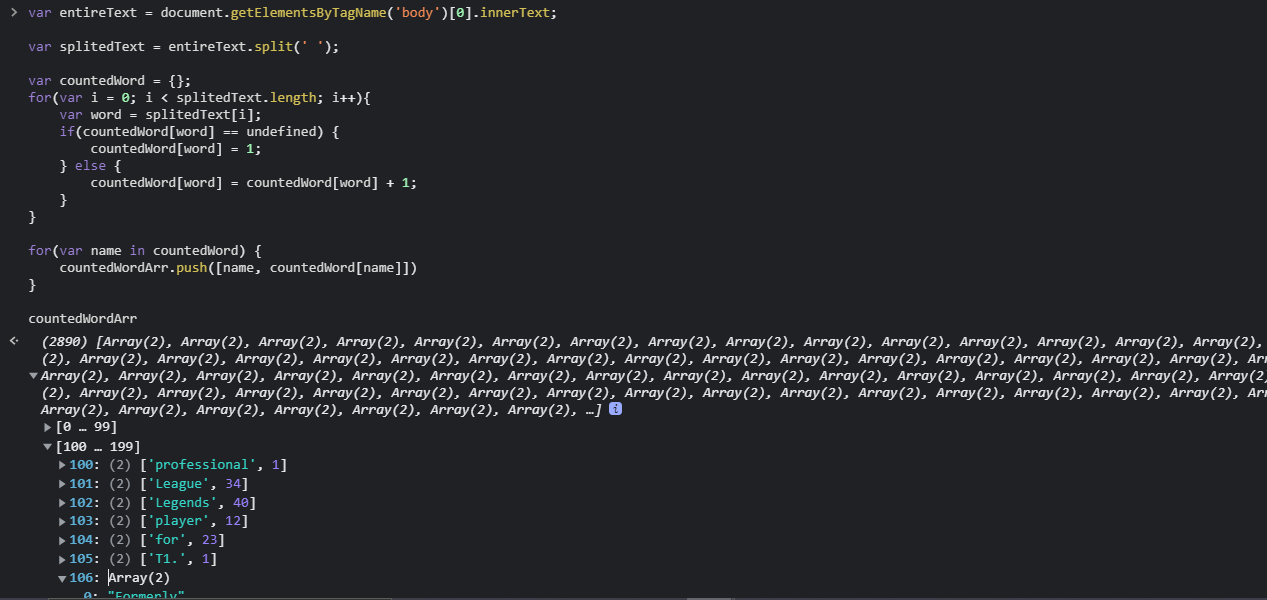 > var entireText = document.getElementsByTagName('body')[0].innerText;
var splitedText = entireText.split(' ');
var countedWord = {};
for(var i = 0; i < splitedText.length; i++){
var word = splitedText[i];
if(countedWord[word] == undefined) {
countedWord[word] = 1;
} else {
countedWord[word] = countedWord[word] + 1;
}
}
for(var name in countedWord) {
countedWordArr.push([name, countedWord[name]])
}
countedWordArr
(2890) [Array(2), Array(2), Array(2), Array(2), Array(2), Array(2), Array(2), Array(2), Array(2), Array(2), Array(2), Array(2), Array(2), Array(2), Array(2),
(2), Array(2), Array(2), Array(2), Array(2), Array(2), Array(2), Array(2), Array(2), Array(2), Array(2), Array(2), Array(2), Array(2), Array(2), Array(2), Arr
Array(2), Array(2), Array(2), Array(2), Array(2), Array(2), Array(2), Array(2), Array(2), Array(2), Array(2), Array(2), Array(2), Array(2), Array(2), Array(2)
(2), Array(2), Array(2), Array(2), Array(2), Array(2), Array(2), Array(2), Array(2), Array(2), Array(2), Array(2), Array(2), Array(2), Array(2), Array(2), Arr
Array(2), Array(2), Array(2), Array(2), Array(2), Array(2), Array(2), …] i
[0 … 99]
[100 … 199]
100: (2) ['professional', 1]
101: (2) ['League', 34]
102: (2) ['Legends', 40]
103: (2) ['player', 12]
104: (2) ['for', 23]
105: (2) ['T1.', 1]
106: Array(2)
0: "Formerly"